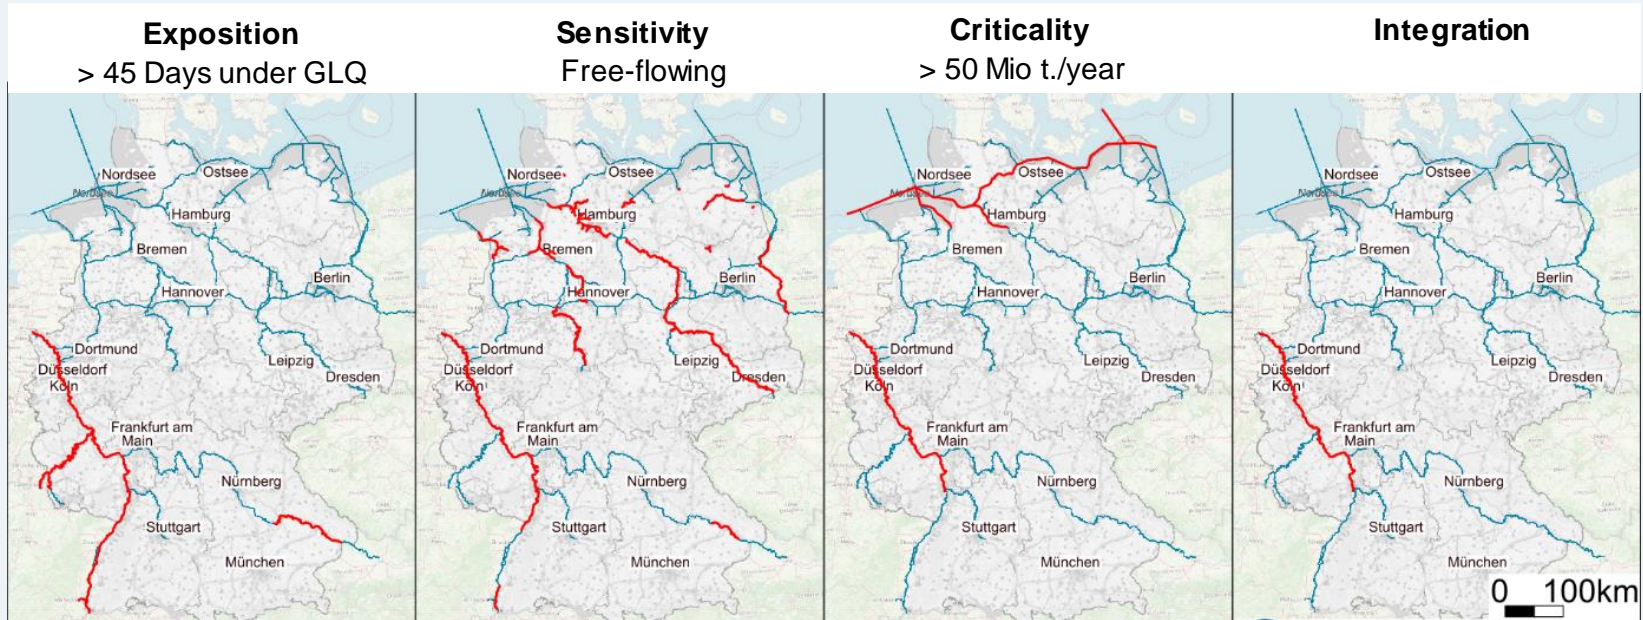 Exposition
> 45 Days under GLQ
Sensitivity
Free-flowing
Criticality
> 50 Mio t./year
Integration
Nordsee
Ostsee
Nordsee
Hamburg
Bremen
Berlin
Hannover
Dortmund
Düsseldorf
Köln
Leipzig
Dresden
Frankfurt am
Main
Nürnberg
Stuttgart
München
Nordsee
Ostsee
Nordsee
Hamburg
Bremen
Berlin
Hannover
Dortmund
Düsseldorf
Köln
Leipzig
Dresden
Frankfurt am
Main
Nürnberg
Stuttgart
München
Nordsee
Ostsee
Nordsee
Hamburg
Bremen
Berlin
Hannover
Dortmund
Düsseldorf
Köln
Leipzig
Dresden
Frankfurt am
Main
Nürnberg
Stuttgart
München
Nordsee
Ostsee
Nordsee
Hamburg
Bremen
Berlin
Hannover
Dortmund
Düsseldorf
Köln
Leipzig
Dresden
Frankfurt am
Main
Nürnberg
Stuttgart
München
0 100km